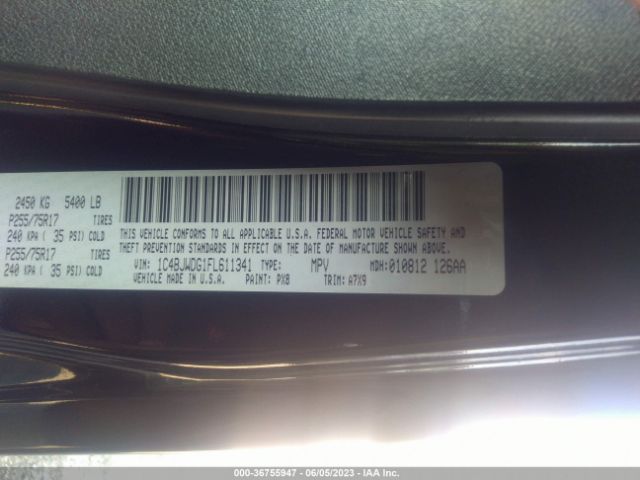 2450 KG 5400 LB
P255/75R17 TIRES
240 KPA ( 35 PSI) COLD
P255/75R17 TIRES
240 KPA ( 35 PSI) COLD
THIS VEHICLE CONFORMS TO ALL APPLICABLE U.S.A. FEDERAL MOTOR VEHICLE SAFETY AND
THEFT PREVENTION STANDARDS IN EFFECT ON THE DATE OF MANUFACTURE SHOWN ABOVE.
VIN: 1C4BJWDG1FL611341 TYPE: MPV MDH:010812 126AA
VEHICLE MADE IN U.S.A. PAINT: PX8 TRIM: A7X9
000-36755947 - 06/05/2023 - IAA Inc.